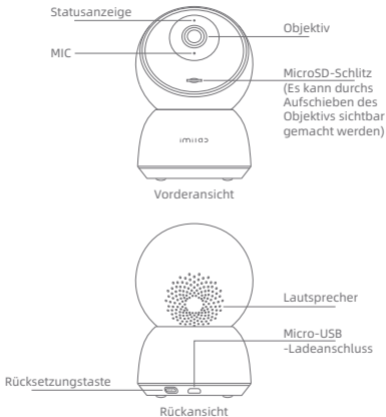 Statusanzeige
Objektiv
MIC
MicroSD-Schlitz
(Es kann durchs
Aufschieben des
Objektivs sichtbar
gemacht werden)
imilab
Vorderansicht
Lautsprecher
Micro-USB
-Ladeanschluss
Rücksetzungstaste
Rückansicht